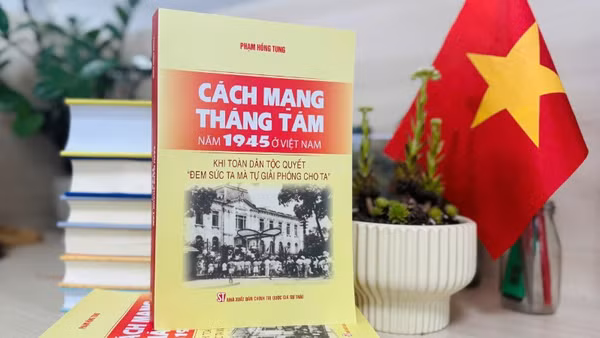 PHẠM HỒNG TUNG
CÁCH MẠNG
THÁNG TÁM
NĂM 1945 Ở VIỆT NAM
KHI TOÀN DÂN TỘC QUYẾT
"ĐEM SỨC TA MÀ TỰ GIẢI PHÓNG CHO TA"
ST NHÀ XUẤT BẢN CHÍNH TRỊ QUỐC GIA SỰ THẬT